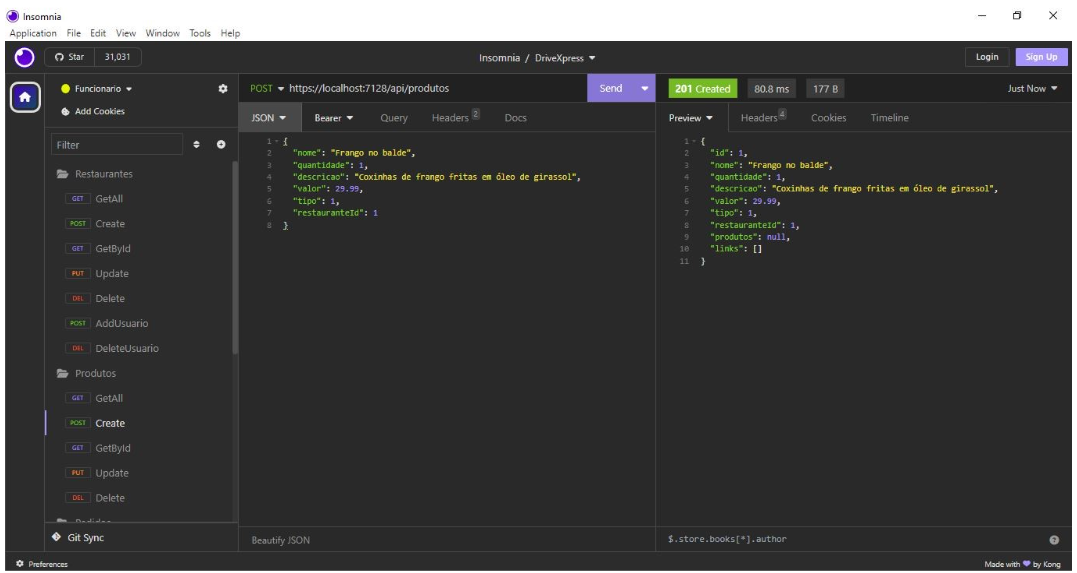 Insomnia
Application File Edit View Window Tools Help
Star 31,031
Insomnia / DriveXpress
Login Sign Up
Funcionario
Add Cookies
Filter
Restaurantes
GET GetAll
POST Create
GET GetById
PUT Update
DEL Delete
POST AddUsuario
DEL DeleteUsuario
Produtos
GET GetAll
POST Create
GET GetById
PUT Update
DEL Delete
Pedidos
Git Sync
POST https://localhost:7128/api/produtos Send
JSON Bearer Query Headers 2 Docs
1 {
2 "nome": "Frango no balde",
3 "quantidade": 1,
4 "descricao": "Coxinhas de frango fritas em óleo de girassol",
5 "valor": 29.99,
6 "tipo": 1,
7 "restauranteId": 1
8 }
Beautify JSON
201 Created 80.8 ms 177 B Just Now
Preview Headers 4 Cookies Timeline
1 {
2 "id": 1,
3 "nome": "Frango no balde",
4 "quantidade": 1,
5 "descricao": "Coxinhas de frango fritas em óleo de girassol",
6 "valor": 29.99,
7 "tipo": 1,
8 "restauranteId": 1,
9 "produtos": null,
10 "links": []
11 }
$.store.books[*].author
Preferences
Made with 💜 by Kong